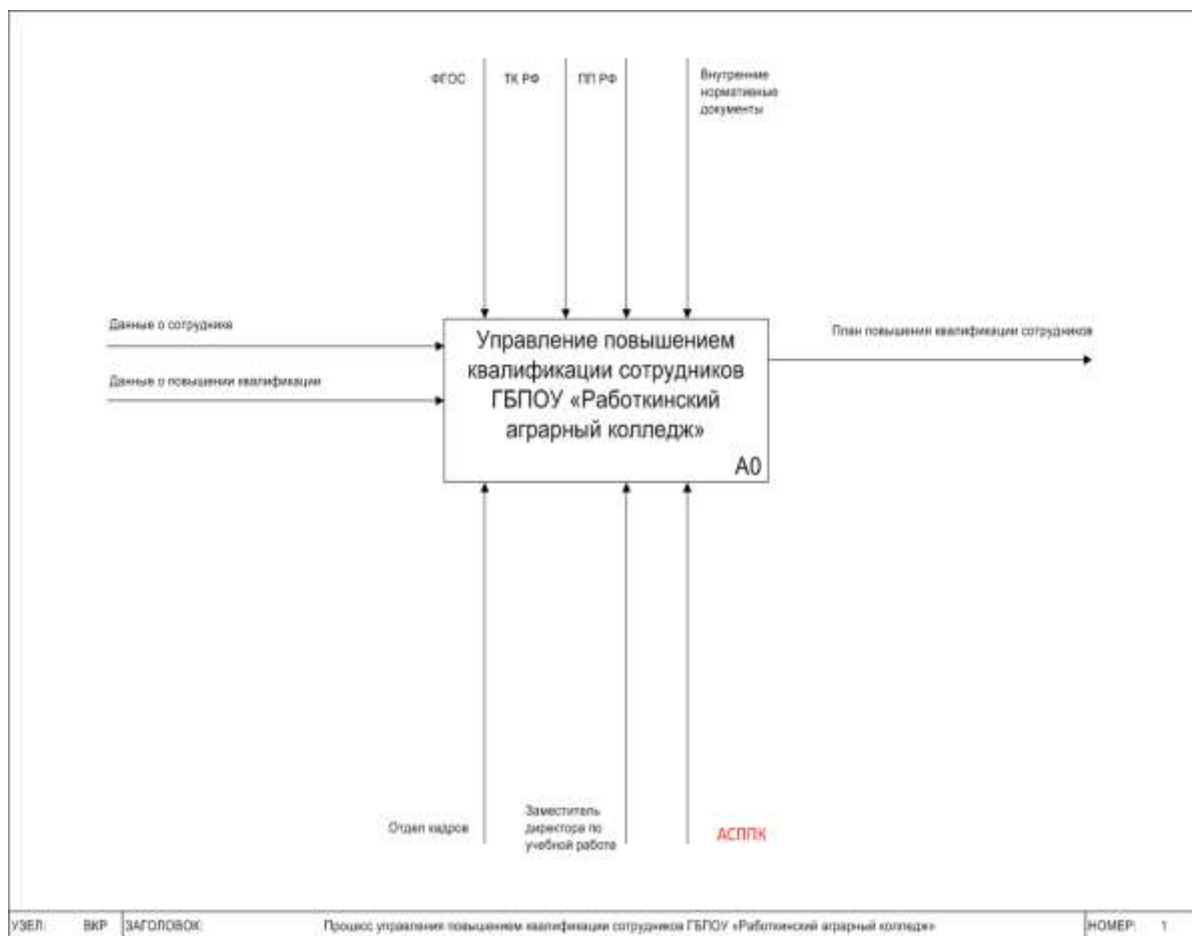 ФГОС
ТК РФ
ПП РФ
Внутренние
нормативные
документы
Данные о сотруднике
Данные о повышении квалификации
Управление повышением
квалификации сотрудников
ГБПОУ «Работкинский
аграрный колледж»
А0
План повышения квалификации сотрудников
Отдел кадров
Заместитель
директора по
учебной работе
АСППК
УЗЕЛ: ВКР ЗАГОЛОВОК: Процесс управления повышением квалификации сотрудников ГБПОУ «Работкинский аграрный колледж» НОМЕР: 1